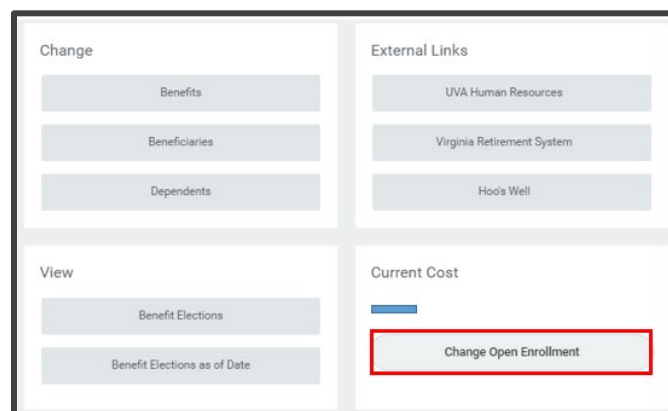 Change
Benefits
Beneficiaries
Dependents
External Links
UVA Human Resources
Virginia Retirement System
Hoo's Well
View
Benefit Elections
Benefit Elections as of Date
Current Cost
Change Open Enrollment